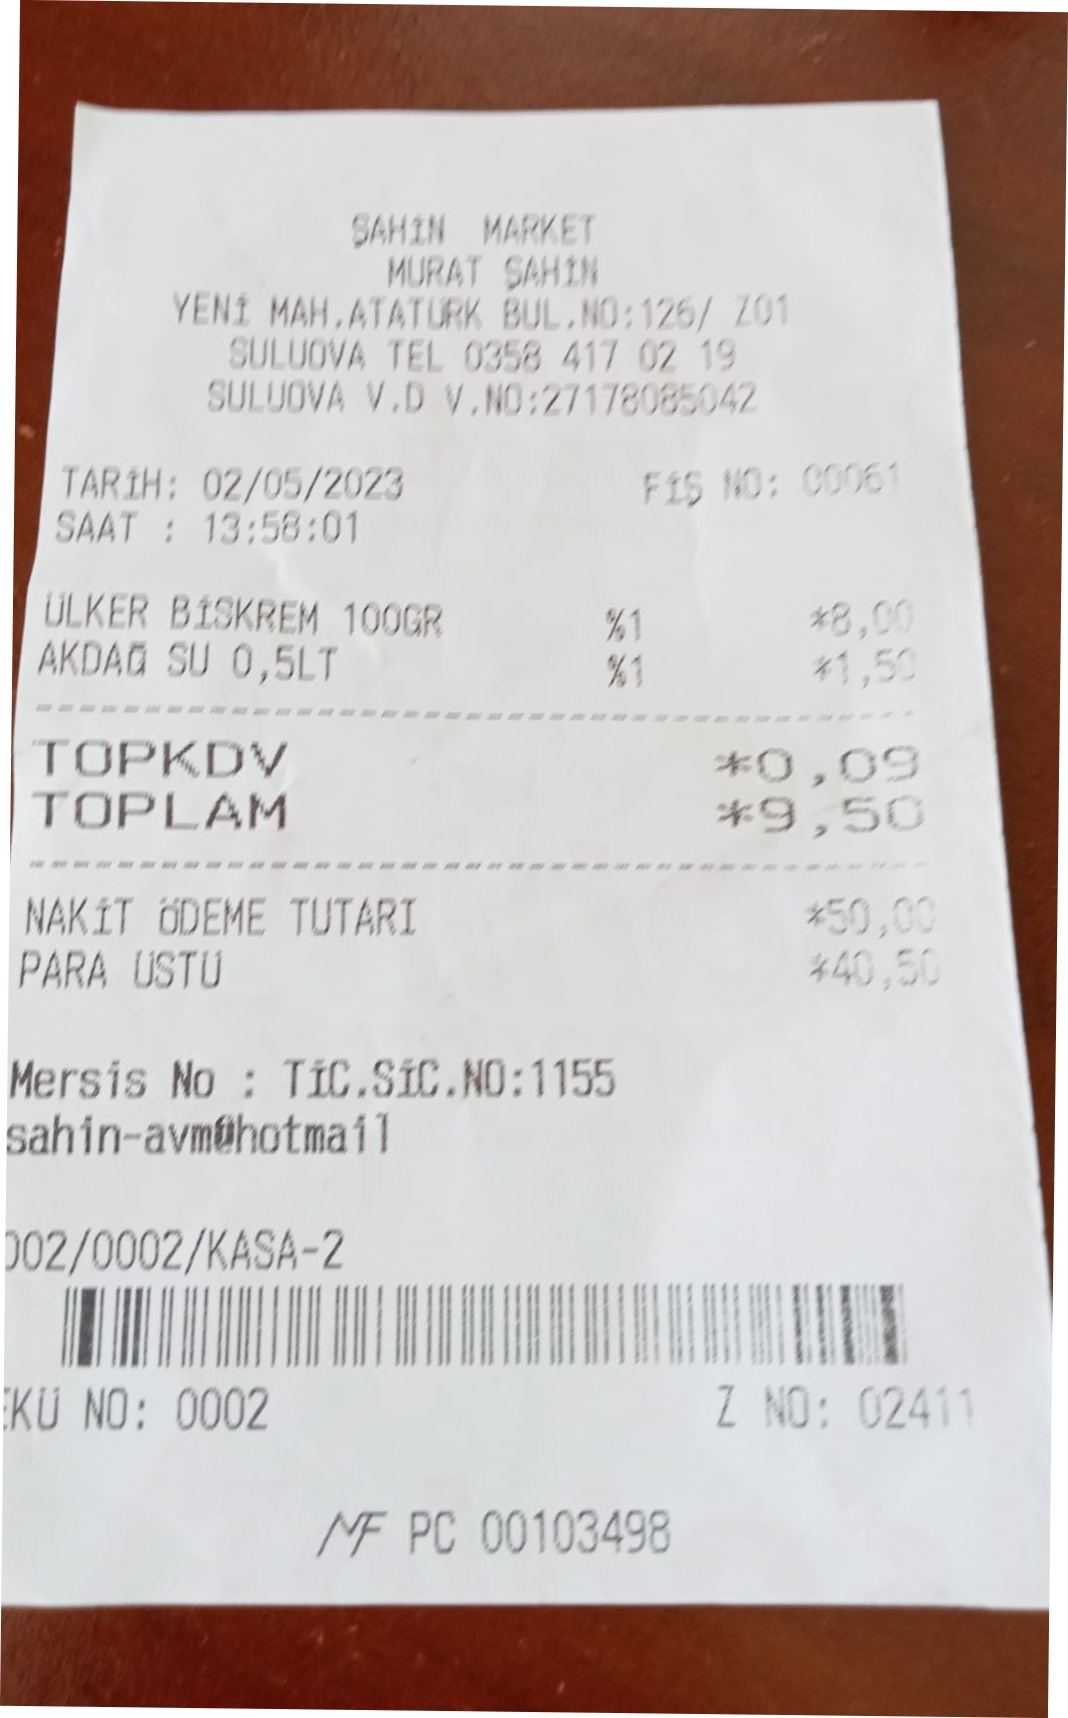 ŞAHİN MARKET
MURAT ŞAHİN
YENİ MAH.ATATÜRK BUL.NO:126/ Z01
SULUOVA TEL 0358 417 02 19
SULUOVA V.D V.NO:27178085042
TARİH: 02/05/2023 FİŞ NO: 00061
SAAT : 13:58:01
ÜLKER BİSKREM 100GR %1 *8,00
AKDAĞ SU 0,5LT %1 *1,50
TOPKDV *0,09
TOPLAM *9,50
NAKİT ÖDEME TUTARI *50,00
PARA ÜSTÜ *40,50
Mersis No : TİC.SİC.NO:1155
sahin-avm@hotmail
002/0002/KASA-2
EKÜ NO: 0002 Z NO: 02411
MF PC 00103498